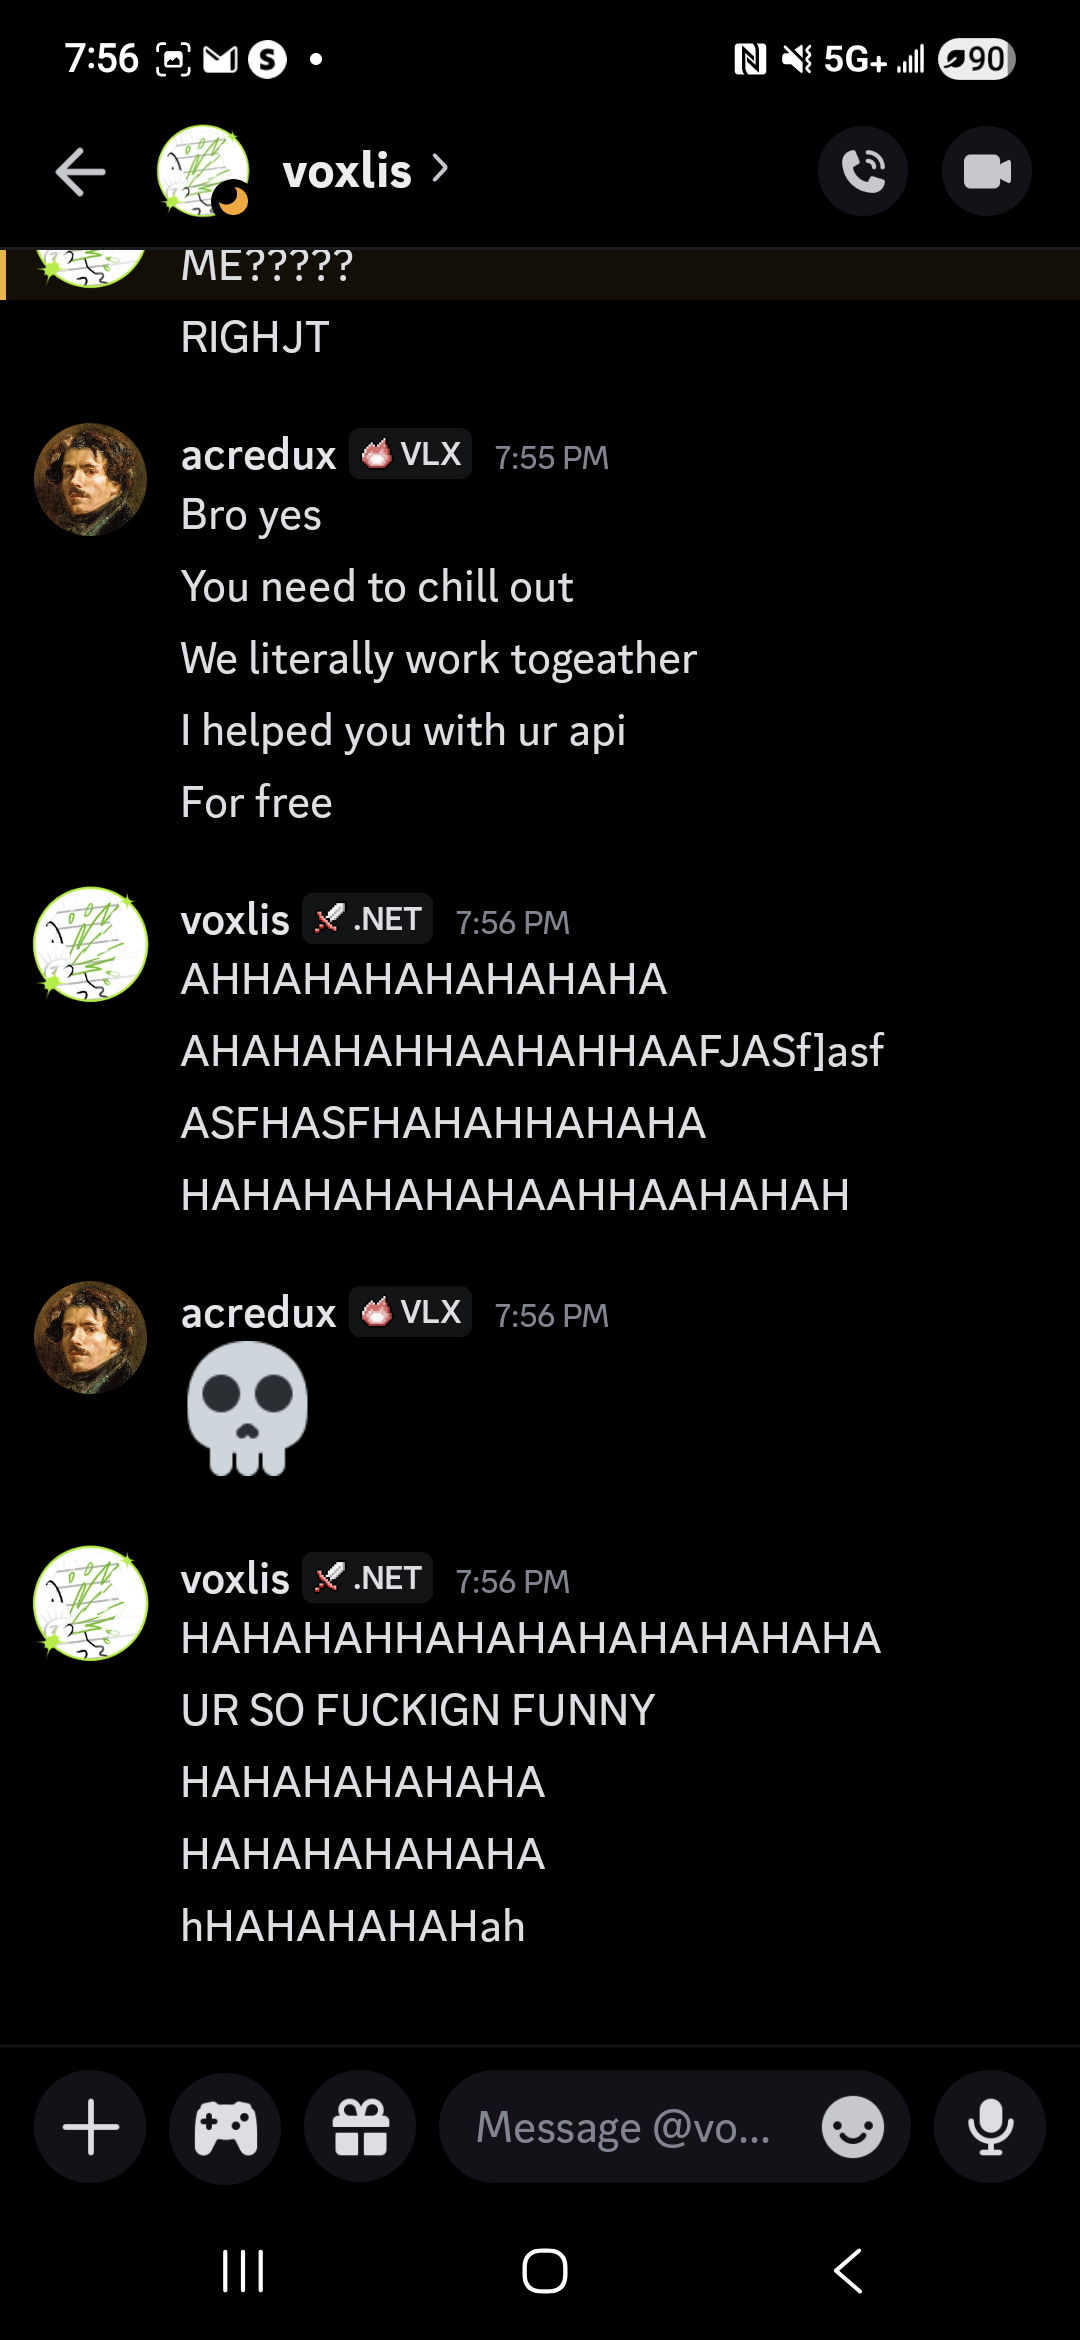 7:56 S 5G+ 90
voxlis
ME?????
RIGHJT
acredux VLX 7:55 PM
Bro yes
You need to chill out
We literally work togeather
I helped you with ur api
For free
voxlis .NET 7:56 PM
AHHAHAHAHAHAHAHA
AHAHAHAHHAAHAHHAAFJASf]asf
ASFHASFHAHAHHAHAHA
HAHAHAHAHAHAAHHAAHAHAH
acredux VLX 7:56 PM
voxlis .NET 7:56 PM
HAHAHAHHAHAHAHAHAHAHAHA
UR SO FUCKIGN FUNNY
HAHAHAHAHAHA
HAHAHAHAHAHA
hHAHAHAHAHah
Message @vo...